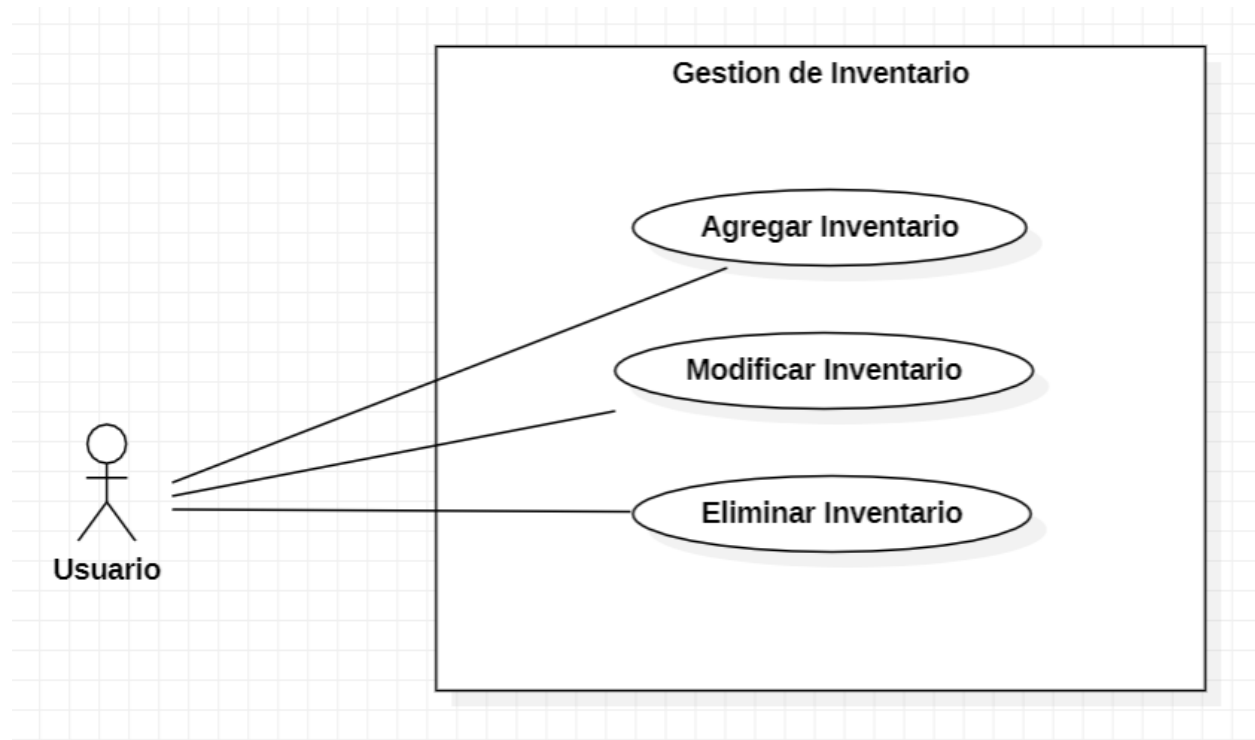 Gestion de Inventario
Agregar Inventario
Modificar Inventario
Eliminar Inventario
Usuario